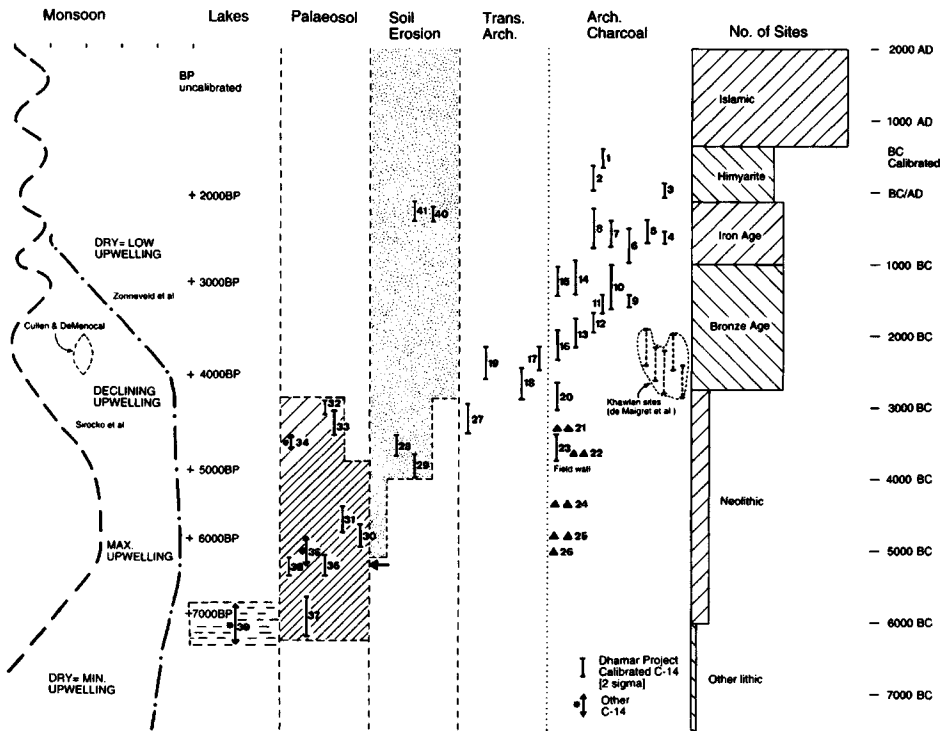 Monsoon
Lakes
Palaeosol
Soil
Erosion
Trans.
Arch.
Arch.
Charcoal
No. of Sites
2000 AD
1000 AD
BC
Calibrated
BC/AD
1000 BC
2000 BC
3000 BC
4000 BC
5000 BC
6000 BC
7000 BC
BP
uncalibrated
+ 2000BP
+ 3000BP
+ 4000BP
+ 5000BP
+ 6000BP
+7000BP
DRY= LOW
UPWELLING
Zonneveld et al
Cullen & DeMenocal
DECLINING
UPWELLING
Sirocko et al
MAX.
UPWELLING
DRY= MIN.
UPWELLING
39
32
33
34
31
30
35
38
36
37
41
40
28
29
19
17
18
27
1
2
3
8
7
6
5
4
15
14
10
11
9
12
13
16
20
21
23
22
Field wall
24
25
26
Khawlan sites
(de Maigret et al)
Islamic
Himyarite
Iron Age
Bronze Age
Neolithic
Other lithic
Dhamar Project
Calibrated C-14
[2 sigma]
Other
C-14